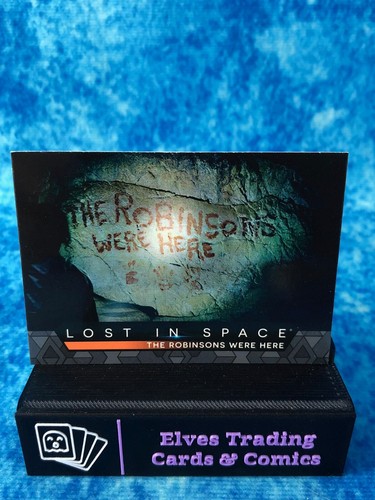 THE ROBINSONS
WERE HERE
LOST IN SPACE
THE ROBINSONS WERE HERE
Elves Trading
Cards & Comics